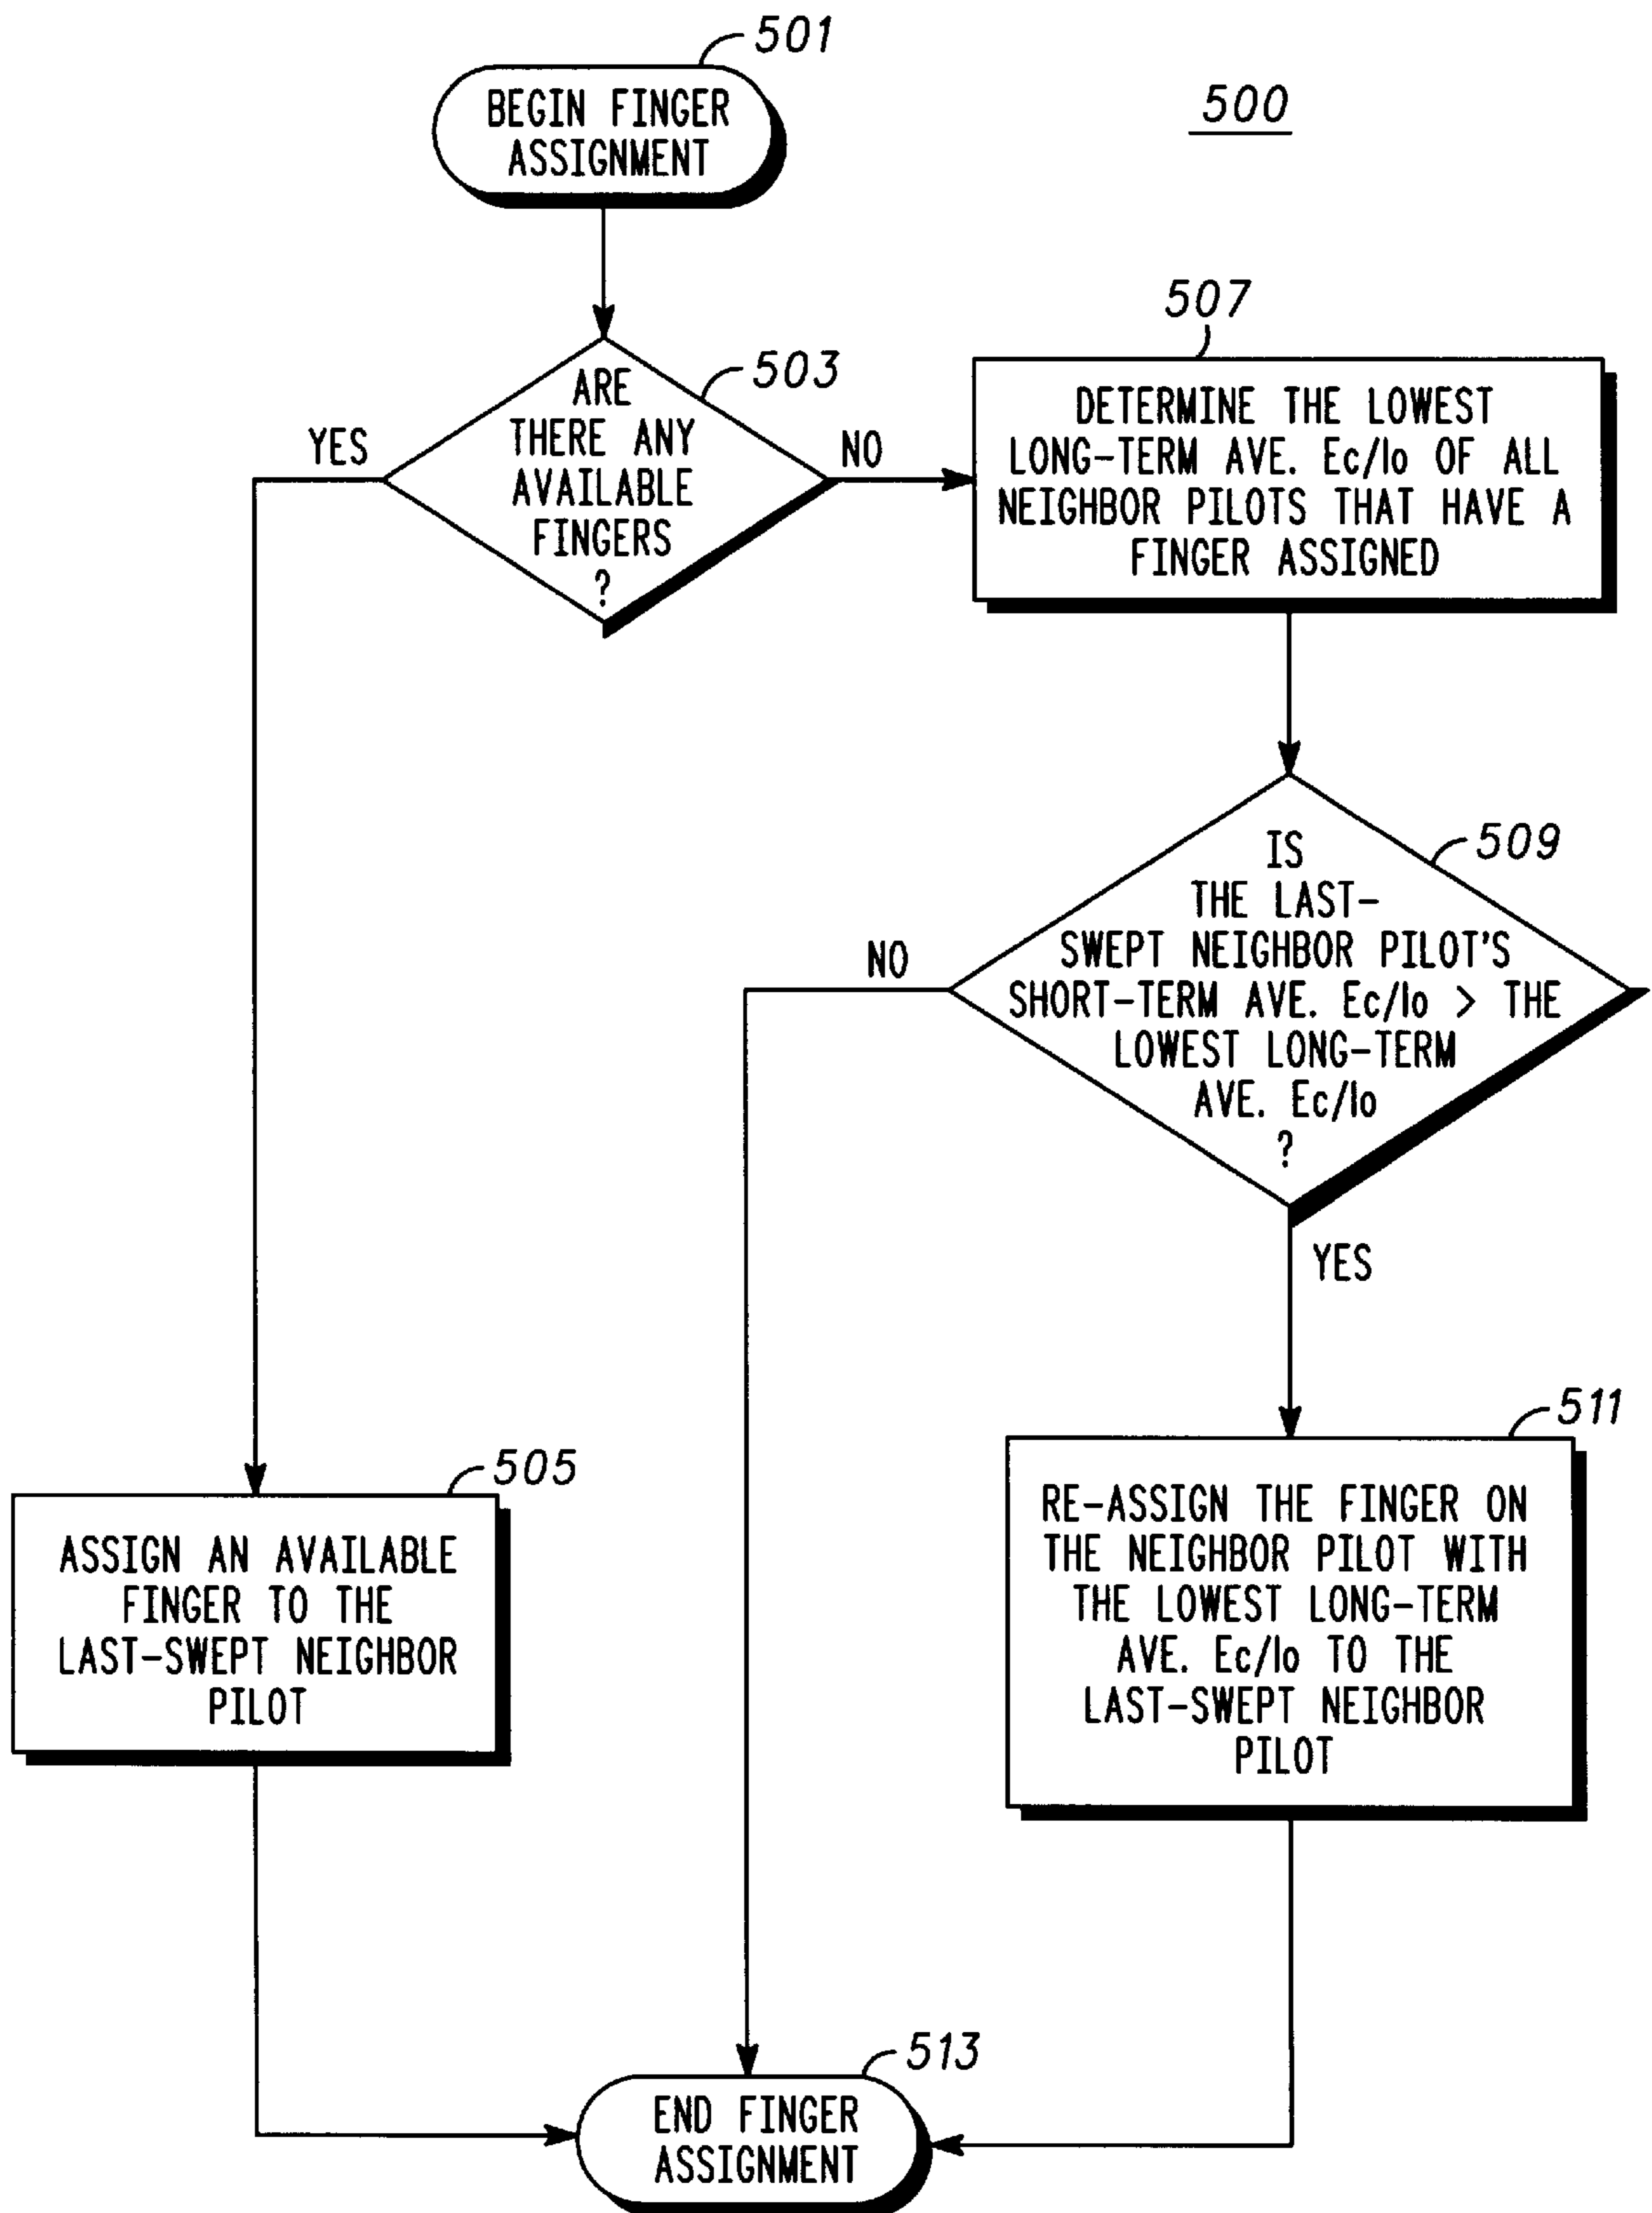 501
BEGIN FINGER
ASSIGNMENT
500
503
ARE
THERE ANY
AVAILABLE
FINGERS
?
YES
NO
507
DETERMINE THE LOWEST
LONG-TERM AVE. Ec/Io OF ALL
NEIGHBOR PILOTS THAT HAVE A
FINGER ASSIGNED
509
IS
THE LAST-
SWEPT NEIGHBOR PILOT'S
SHORT-TERM AVE. Ec/Io > THE
LOWEST LONG-TERM
AVE. Ec/Io
?
NO
YES
505
ASSIGN AN AVAILABLE
FINGER TO THE
LAST-SWEPT NEIGHBOR
PILOT
511
RE-ASSIGN THE FINGER ON
THE NEIGHBOR PILOT WITH
THE LOWEST LONG-TERM
AVE. Ec/Io TO THE
LAST-SWEPT NEIGHBOR
PILOT
513
END FINGER
ASSIGNMENT